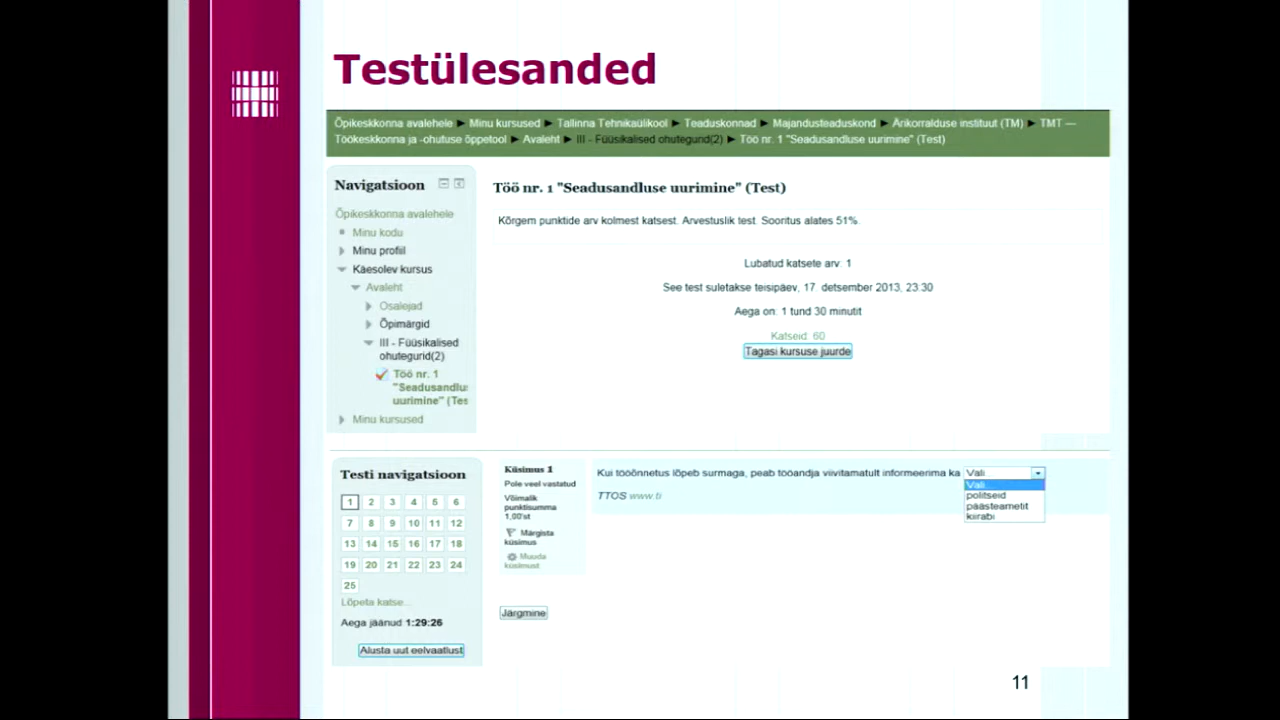 Testülesanded
Õpikeskkonna avalehele ► Minu kursused ► Tallinna Tehnikaülikool ► Teaduskonnad ► Majandusteaduskond ► Ärikorralduse instituut (TM) ► TMT —
Töökeskkonna ja -ohutuse õppetool ► Avaleht ► III - Füüsikalised ohutegurid(2) ► Töö nr. 1 "Seadusandluse uurimine" (Test)
Navigatsioon
Õpikeskkonna avalehele
Minu kodu
Minu profiil
Käesolev kursus
Avaleht
Osalejad
Õpimärgid
III - Füüsikalised
ohutegurid(2)
Töö nr. 1
"Seadusandlus
uurimine" (Tes
Minu kursused
Töö nr. 1 "Seadusandluse uurimine" (Test)
Kõrgem punktide arv kolmest katsest. Arvestuslik test. Sooritus alates 51%.
Lubatud katsete arv: 1
See test suletakse teisipäev, 17. detsember 2013, 23:30
Aega on: 1 tund 30 minutit
Katseid: 60
Tagasi kursuse juurde
Testi navigatsioon
1 2 3 4 5 6
7 8 9 10 11 12
13 14 15 16 17 18
19 20 21 22 23 24
25
Lõpeta katse...
Aega jäänud 1:29:26
Alusta uut eelvaatlust
Küsimus 1
Pole veel vastatud
Võimalik
punktisumma
1,00'st
Märgista
küsimus
Muuda
küsimust
Kui tööõnnetus lõpeb surmaga, peab tööandja viivitamatult informeerima ka Vali...
Vali...
politseid
päästeametit
kiirabi
TTOS www.ti
Järgmine
11